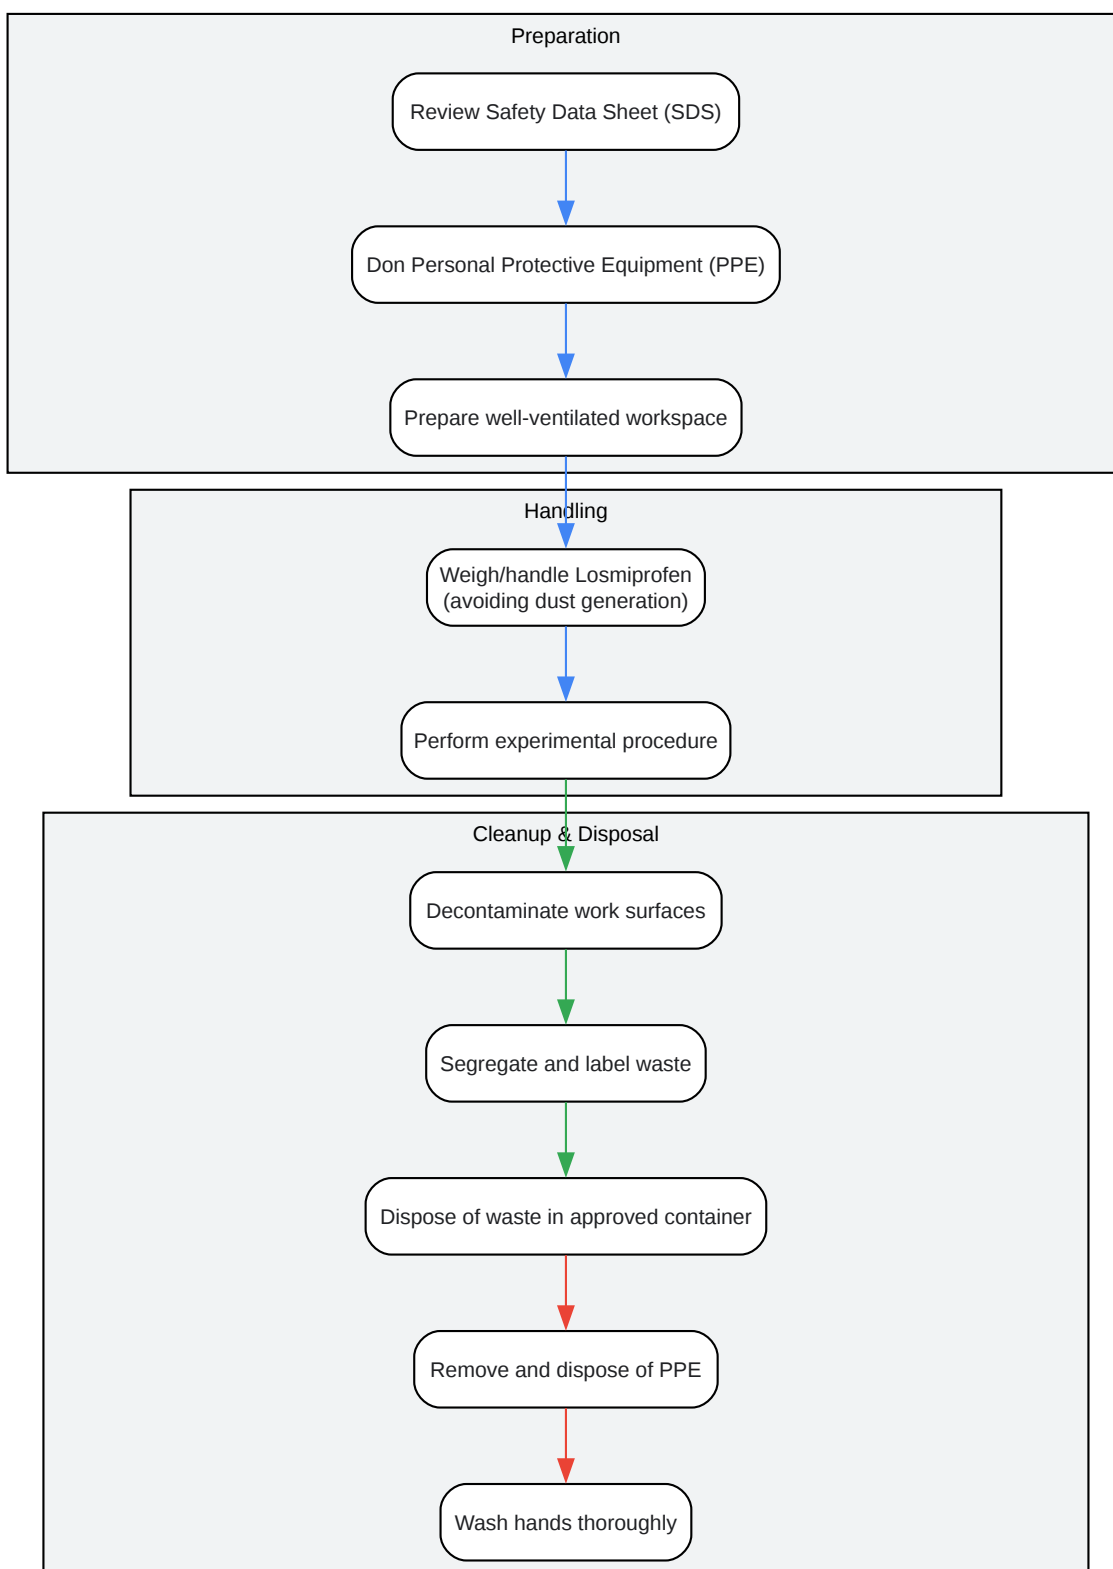 Preparation
Review Safety Data Sheet (SDS)
Don Personal Protective Equipment (PPE)
Prepare well-ventilated workspace
Handling
Weigh/handle Losmiprofen
(avoiding dust generation)
Perform experimental procedure
Cleanup & Disposal
Decontaminate work surfaces
Segregate and label waste
Dispose of waste in approved container
Remove and dispose of PPE
Wash hands thoroughly